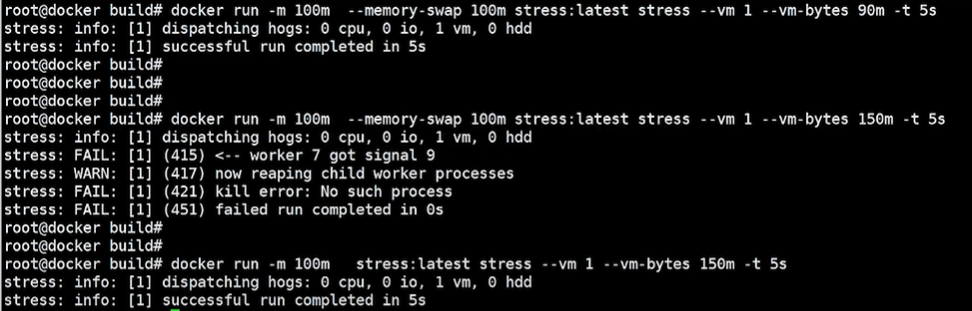 root@docker build# docker run -m 100m  --memory-swap 100m stress:latest stress --vm 1 --vm-bytes 90m -t 5s
stress: info: [1] dispatching hogs: 0 cpu, 0 io, 1 vm, 0 hdd
stress: info: [1] successful run completed in 5s
root@docker build#
root@docker build#
root@docker build#
root@docker build# docker run -m 100m  --memory-swap 100m stress:latest stress --vm 1 --vm-bytes 150m -t 5s
stress: info: [1] dispatching hogs: 0 cpu, 0 io, 1 vm, 0 hdd
stress: FAIL: [1] (415) <-- worker 7 got signal 9
stress: WARN: [1] (417) now reaping child worker processes
stress: FAIL: [1] (421) kill error: No such process
stress: FAIL: [1] (451) failed run completed in 0s
root@docker build#
root@docker build#
root@docker build# docker run -m 100m   stress:latest stress --vm 1 --vm-bytes 150m -t 5s
stress: info: [1] dispatching hogs: 0 cpu, 0 io, 1 vm, 0 hdd
stress: info: [1] successful run completed in 5s